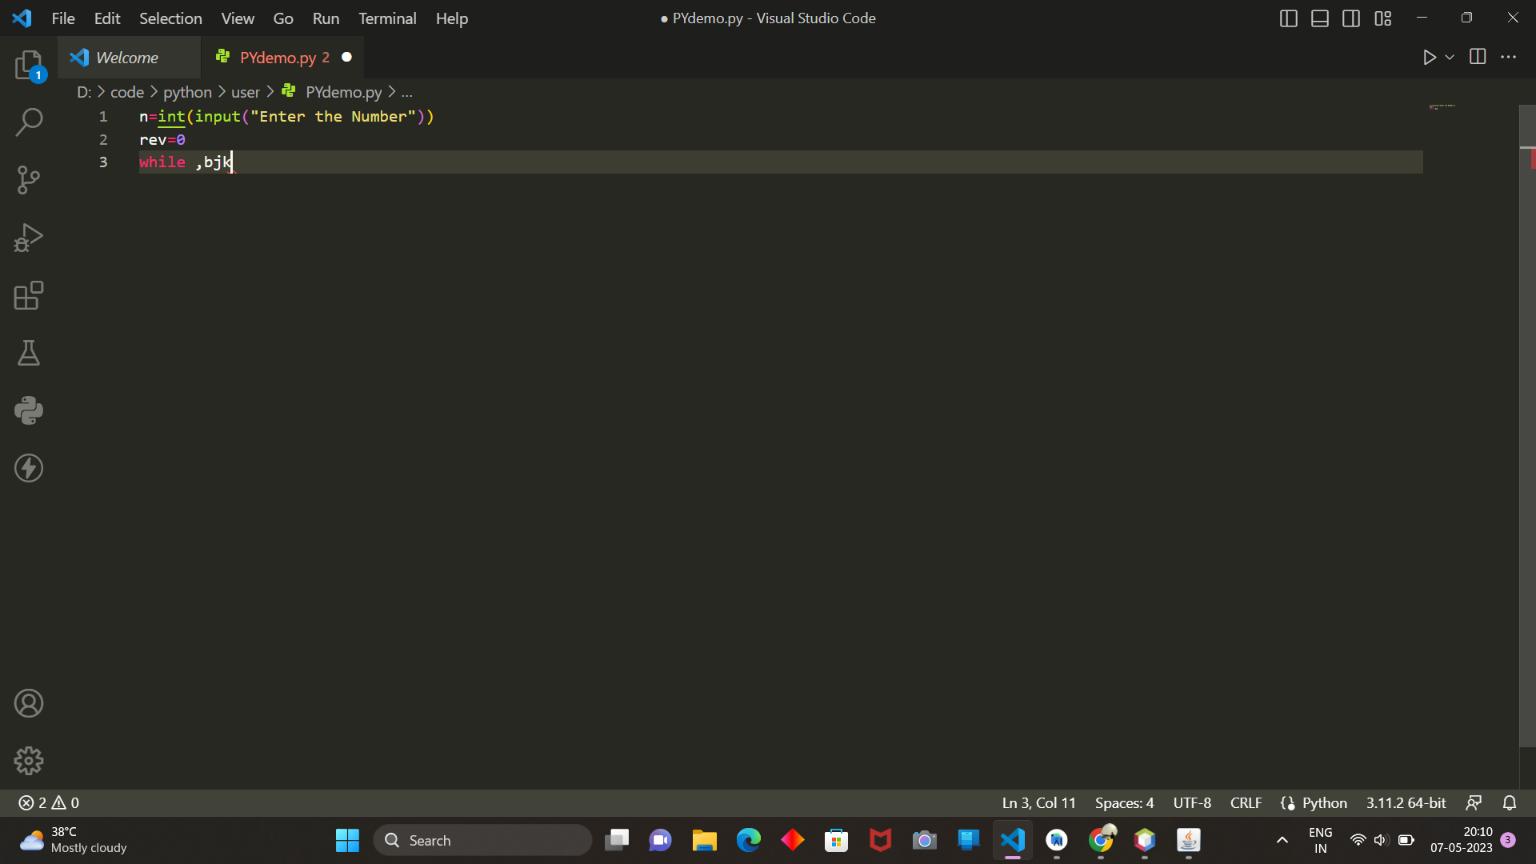 File Edit Selection View Go Run Terminal Help ● PYdemo.py - Visual Studio Code
Welcome PYdemo.py 2
D: > code > python > user > PYdemo.py > ...
1 n=int(input("Enter the Number"))
2 rev=0
3 while ,bjk
1
2 0 Ln 3, Col 11 Spaces: 4 UTF-8 CRLF Python 3.11.2 64-bit
38°C
Mostly cloudy
Search
ENG
IN
20:10
07-05-2023
3